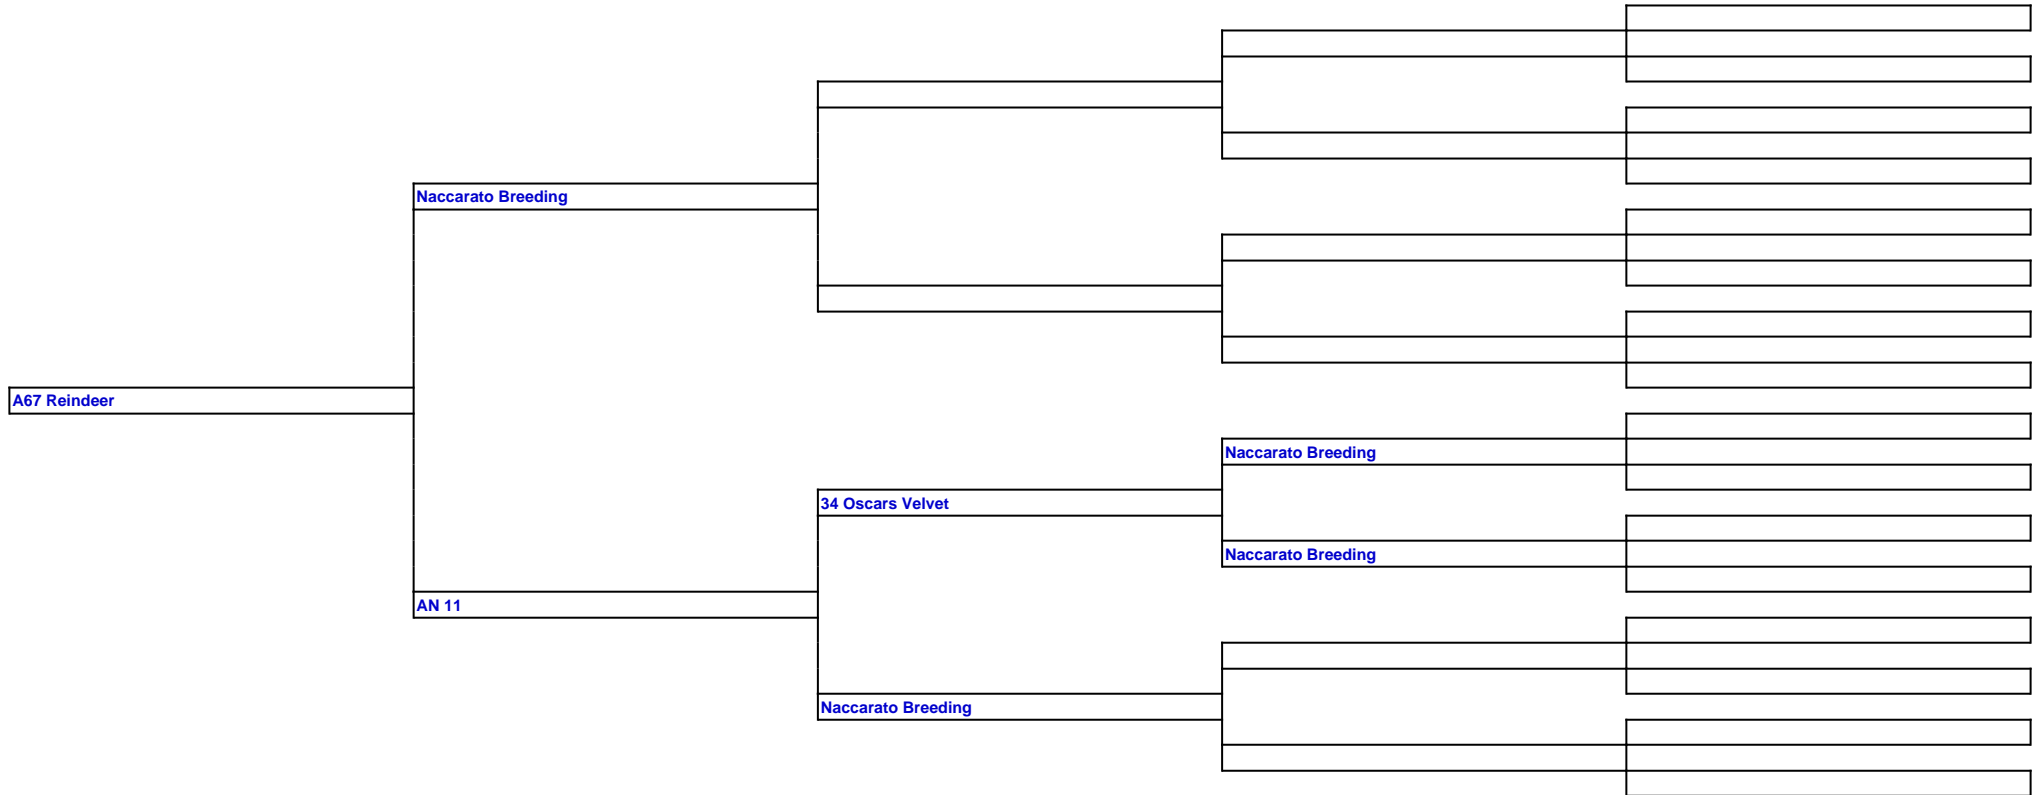 Naccarato Breeding
A67 Reindeer
Naccarato Breeding
34 Oscars Velvet
Naccarato Breeding
AN 11
Naccarato Breeding